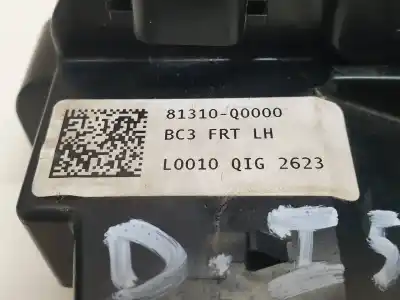 81310-Q0000
BC3 FRT LH
L0010 QIG 2623
D.I5